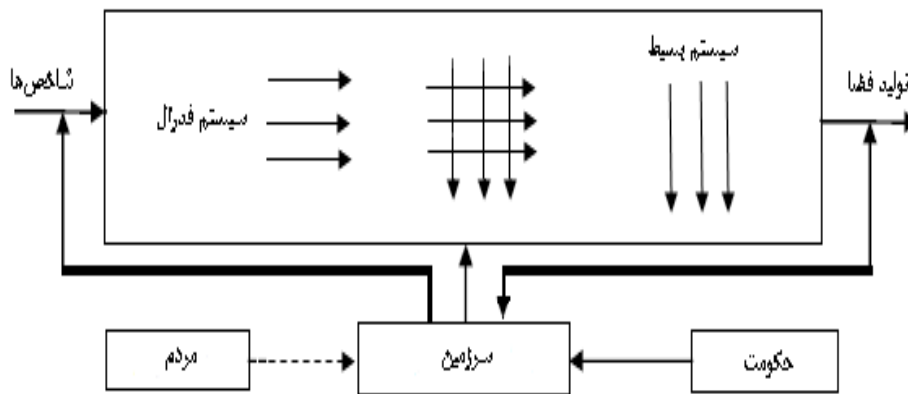 سیستم بسیط
تولید فضا
شاخص‌ها
سیستم فدرال
حکومت
سرزمین
مردم